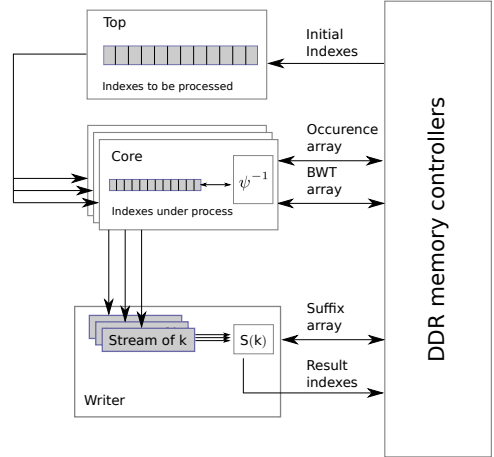 Top
Indexes to be processed
Initial
Indexes
Core
Indexes under process
ψ⁻¹
Occurence
array
BWT
array
Stream of k
S(k)
Writer
Suffix
array
Result
indexes
DDR memory controllers